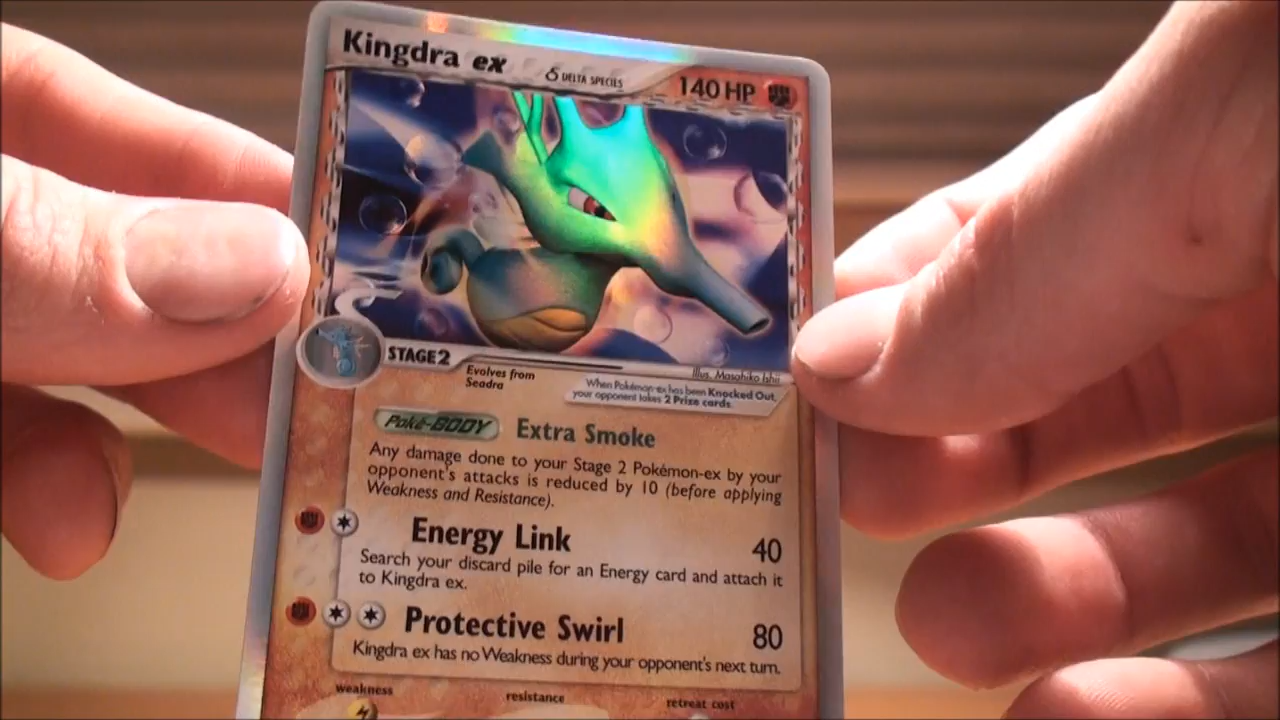 Kingdra ex δ DELTA SPECIES 140 HP
Illus. Masahiko Ishii
STAGE2
Evolves from
Seadra
When Pokémon-ex has been Knocked Out,
your opponent takes 2 Prize cards.
Poké-BODY Extra Smoke
Any damage done to your Stage 2 Pokémon-ex by your
opponent's attacks is reduced by 10 (before applying
Weakness and Resistance).
Energy Link 40
Search your discard pile for an Energy card and attach it
to Kingdra ex.
Protective Swirl 80
Kingdra ex has no Weakness during your opponent's next turn.
weakness resistance retreat cost